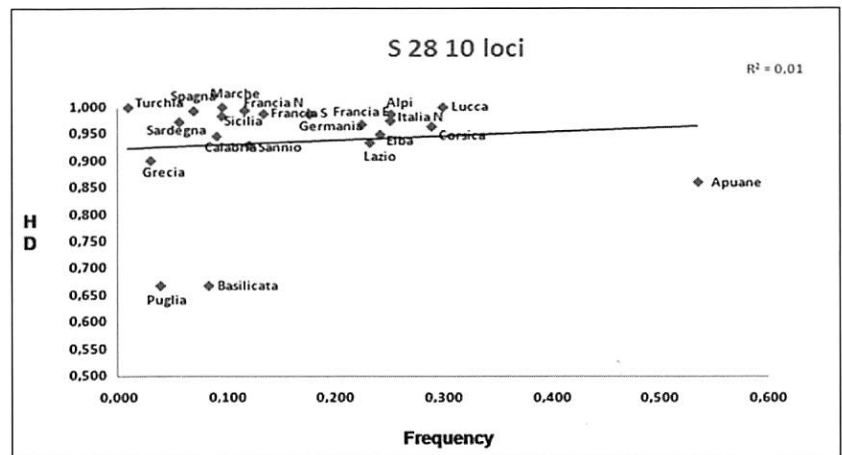 S 28 10 loci
R² = 0,01
1,000
0,950
0,900
0,850
0,800
0,750
0,700
0,650
0,600
0,550
0,500
H
D
Turchia
Spagna
Marche
Francia N
Sardegna
Sicilia
Francia S
Germania
Francia E
Alpi
Italia N
Lucca
Corsica
Calabria
Sannio
Elba
Lazio
Grecia
Apuane
Puglia
Basilicata
0,000
0,100
0,200
0,300
0,400
0,500
0,600
Frequency